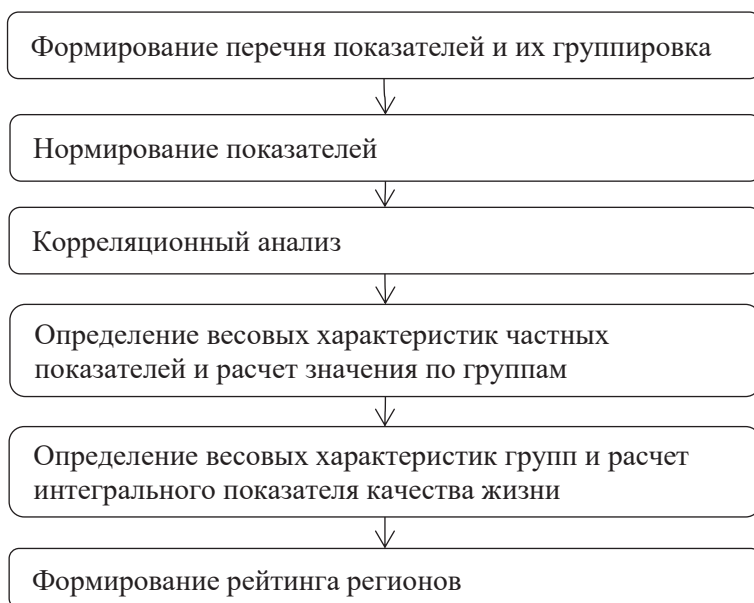 Формирование перечня показателей и их группировка
Нормирование показателей
Корреляционный анализ
Определение весовых характеристик частных
показателей и расчет значения по группам
Определение весовых характеристик групп и расчет
интегрального показателя качества жизни
Формирование рейтинга регионов